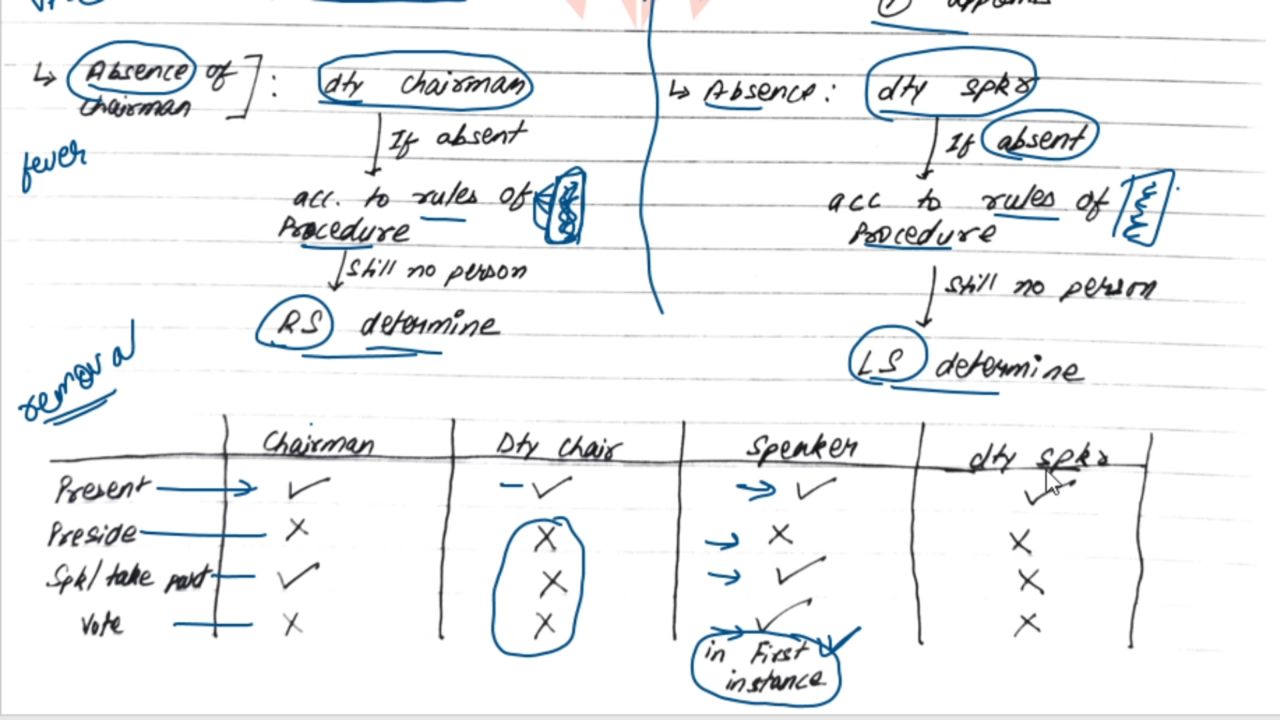 ↳ Absence of ] : dty chairman
Chairman
If absent
fever
acc. to rules of
Procedure
Still no person
RS determine
↳ Absence : dty spkr
If absent
acc to rules of
Procedure
Still no person
LS determine
removal
Chairman Dty chair Speaker dty spkr
Present → ✓ - ✓ → ✓ ✓
Preside X X → X X
Spk/take part ✓ X → ✓ X
Vote X X → ✓ X
in First
instance